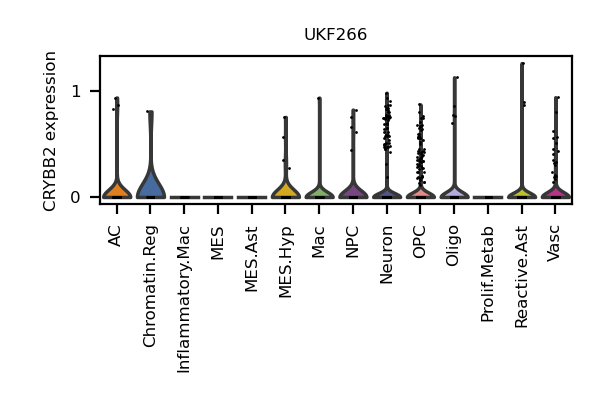 UKF266
CRYBB2 expression
1
0
AC
Chromatin.Reg
Inflammatory.Mac
MES
MES.Ast
MES.Hyp
Mac
NPC
Neuron
OPC
Oligo
Prolif.Metab
Reactive.Ast
Vasc